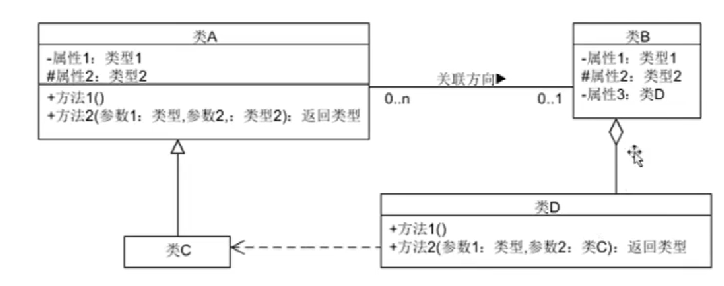 类A
-属性1：类型1
#属性2：类型2
+方法1()
+方法2(参数1：类型,参数2,：类型2)：返回类型
关联方向▶
0..n
0..1
类B
-属性1：类型1
#属性2：类型2
-属性3：类D
类C
类D
+方法1()
+方法2(参数1：类型,参数2：类C)：返回类型